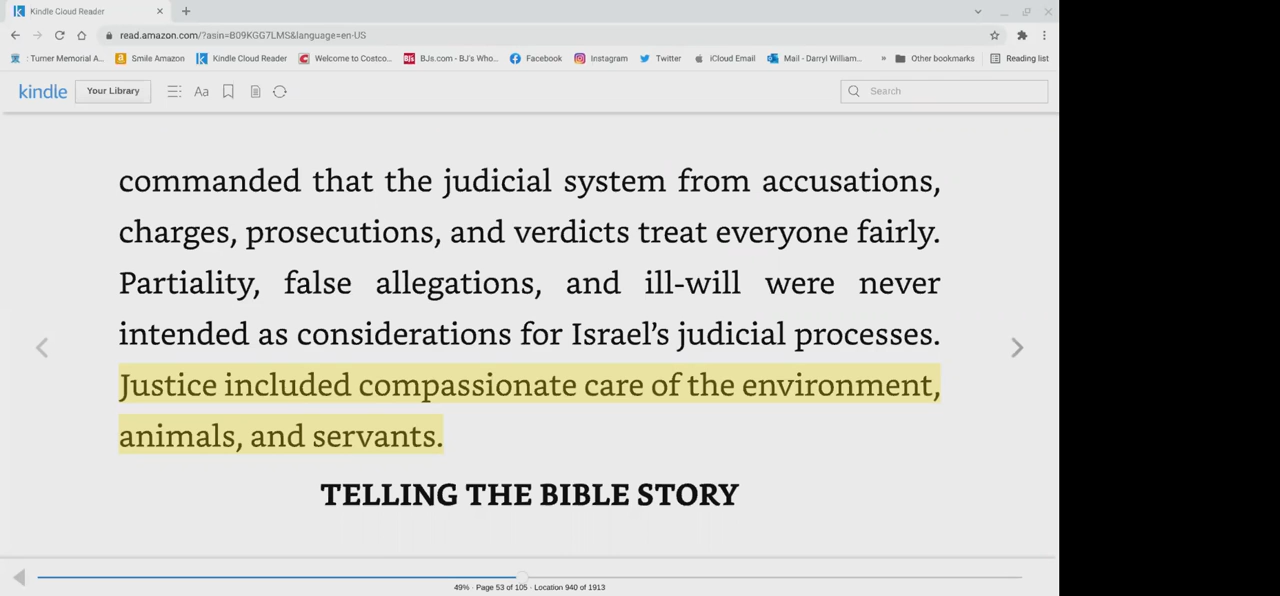 Kindle Cloud Reader
read.amazon.com/?asin=B09KGG7LMS&language=en-US
: Turner Memorial A... Smile Amazon Kindle Cloud Reader Welcome to Costco... BJs.com - BJ's Who... Facebook Instagram Twitter iCloud Email Mail - Darryl William... » Other bookmarks Reading list
kindle Your Library Aa Search
commanded that the judicial system from accusations,
charges, prosecutions, and verdicts treat everyone fairly.
Partiality, false allegations, and ill-will were never
intended as considerations for Israel's judicial processes.
Justice included compassionate care of the environment,
animals, and servants.
TELLING THE BIBLE STORY
49% · Page 53 of 105 · Location 940 of 1913